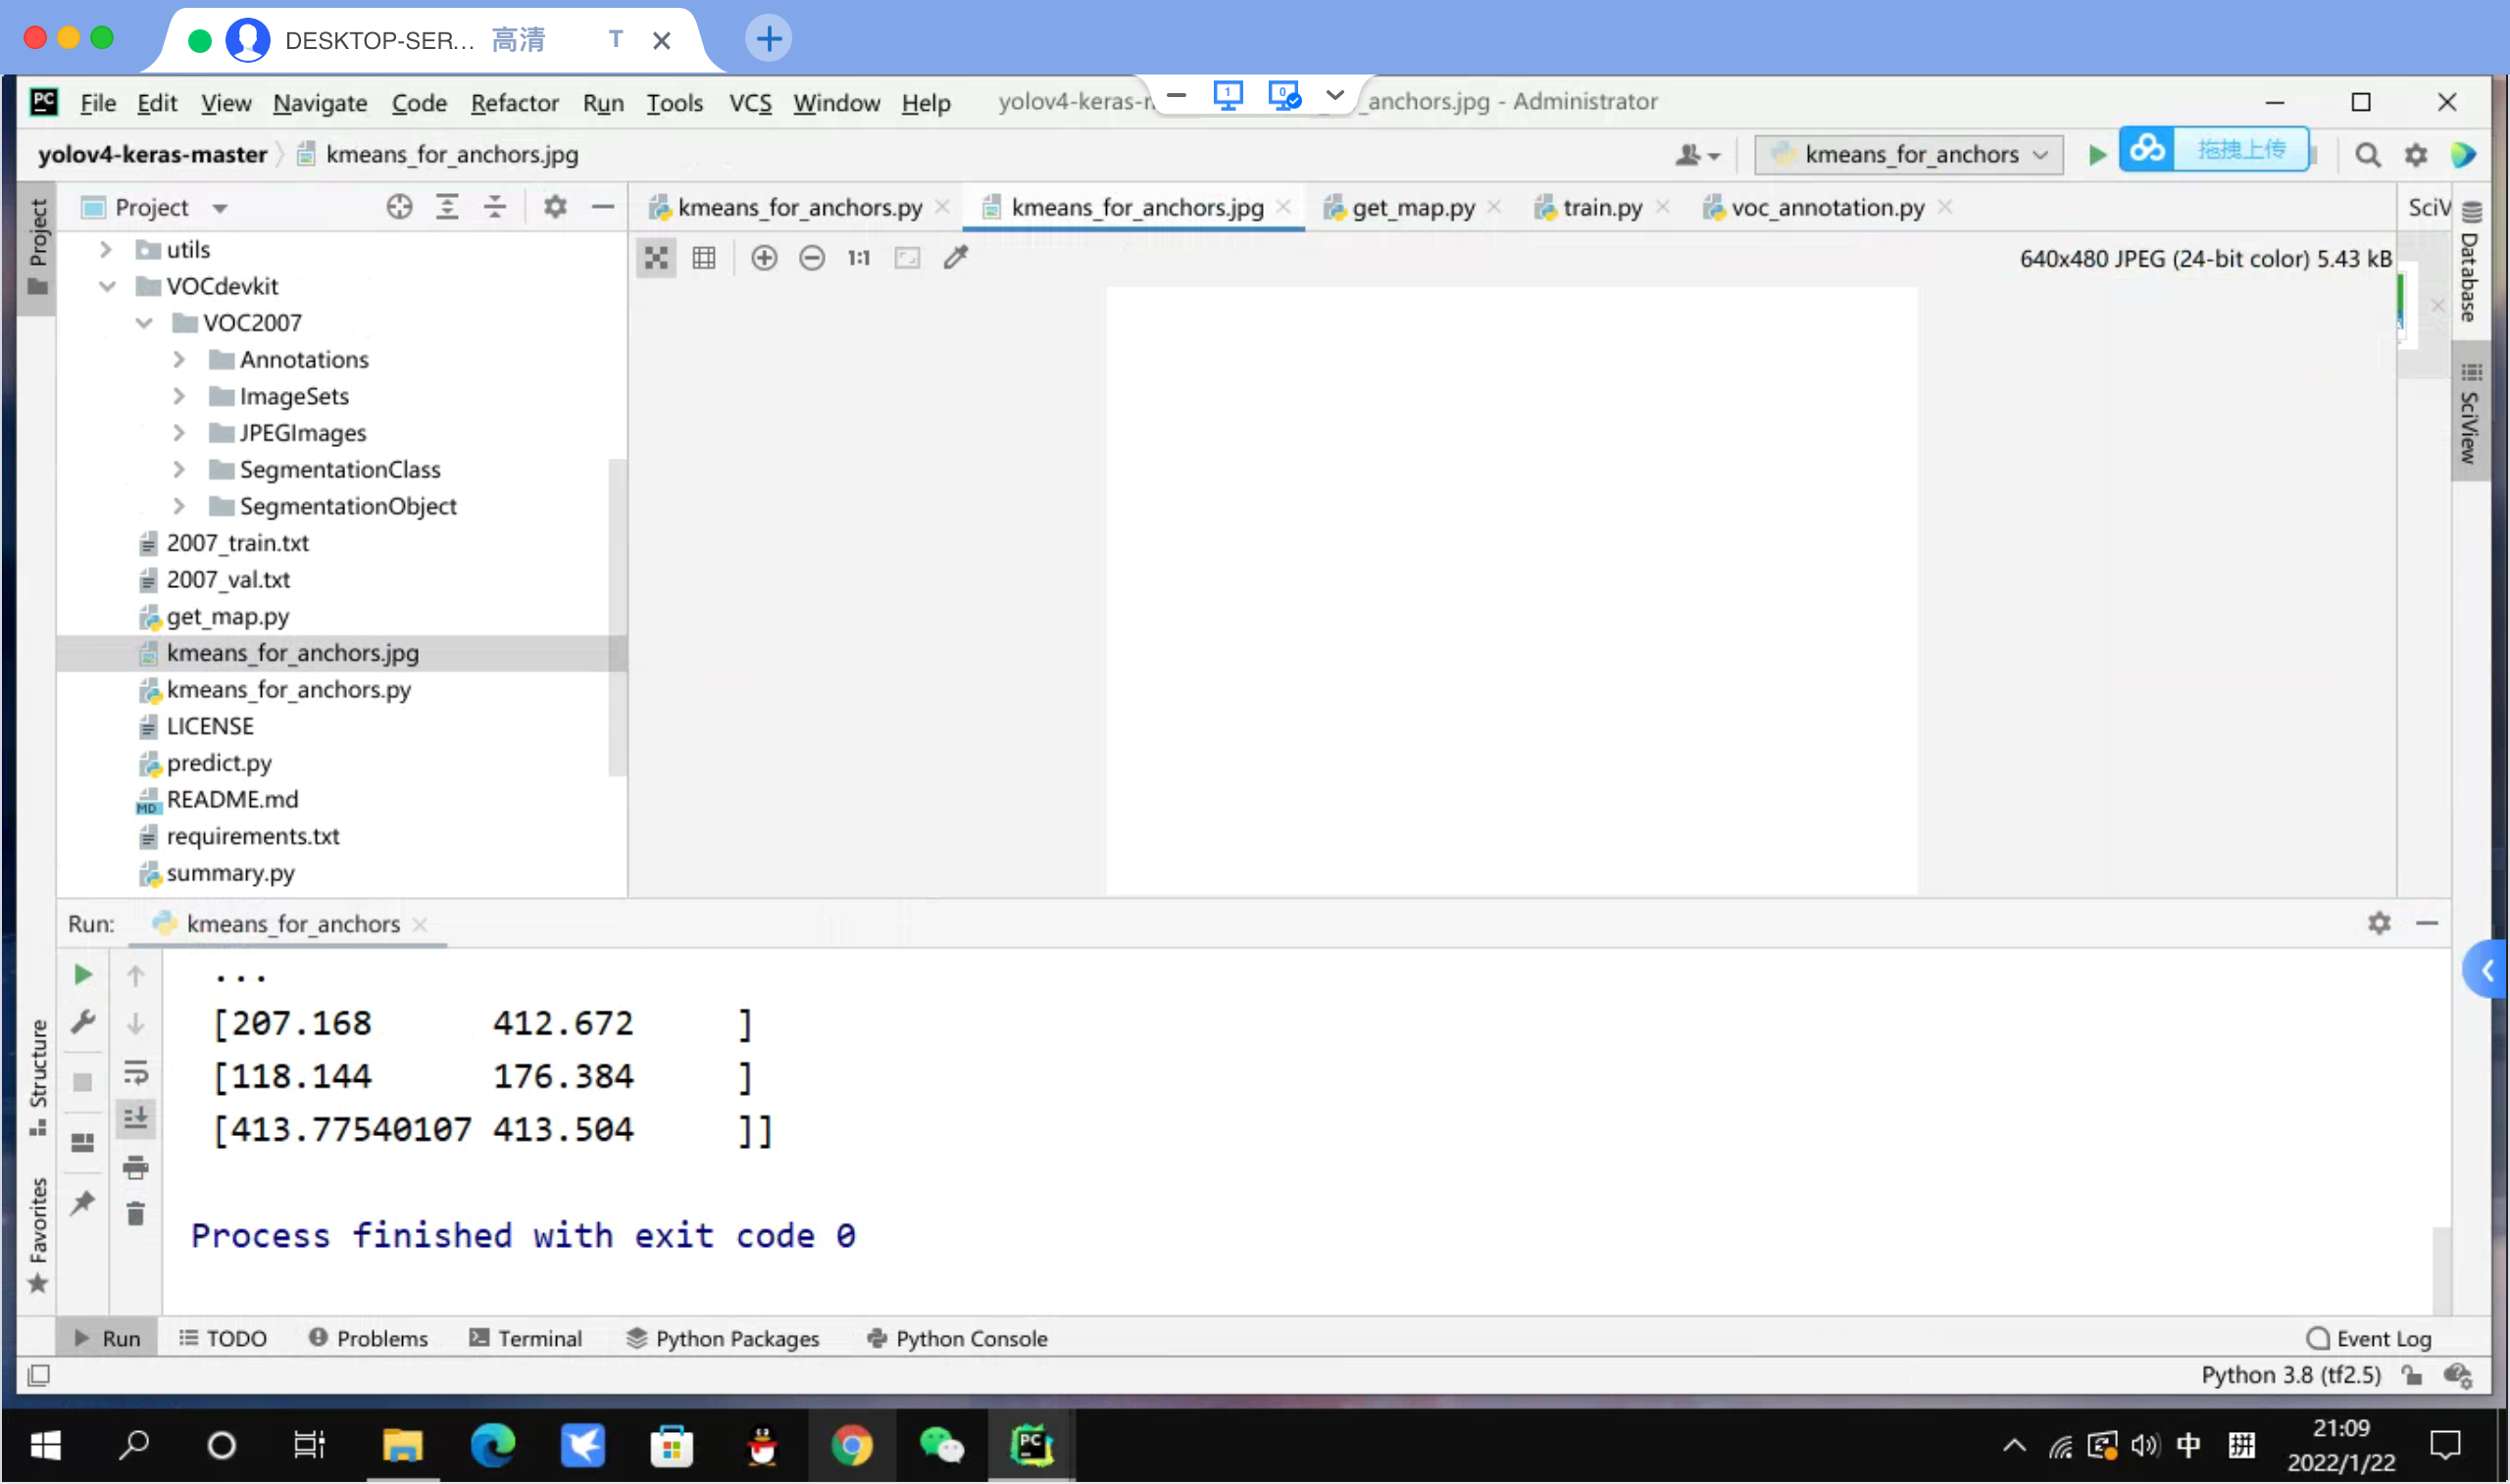 DESKTOP-SER... 高清 T
File Edit View Navigate Code Refactor Run Tools VCS Window Help yolov4-keras-r _anchors.jpg - Administrator
1 0
yolov4-keras-master kmeans_for_anchors.jpg kmeans_for_anchors 拖拽上传
Project kmeans_for_anchors.py kmeans_for_anchors.jpg get_map.py train.py voc_annotation.py SciV
1:1 640x480 JPEG (24-bit color) 5.43 kB
Project
Database
SciView
utils
VOCdevkit
VOC2007
Annotations
ImageSets
JPEGImages
SegmentationClass
SegmentationObject
2007_train.txt
2007_val.txt
get_map.py
kmeans_for_anchors.jpg
kmeans_for_anchors.py
LICENSE
predict.py
README.md
requirements.txt
summary.py
Run: kmeans_for_anchors
...
[207.168 412.672 ]
[118.144 176.384 ]
[413.77540107 413.504 ]]
Process finished with exit code 0
Structure
Favorites
Run TODO Problems Terminal Python Packages Python Console Event Log
Python 3.8 (tf2.5)
中 拼 21:09
2022/1/22